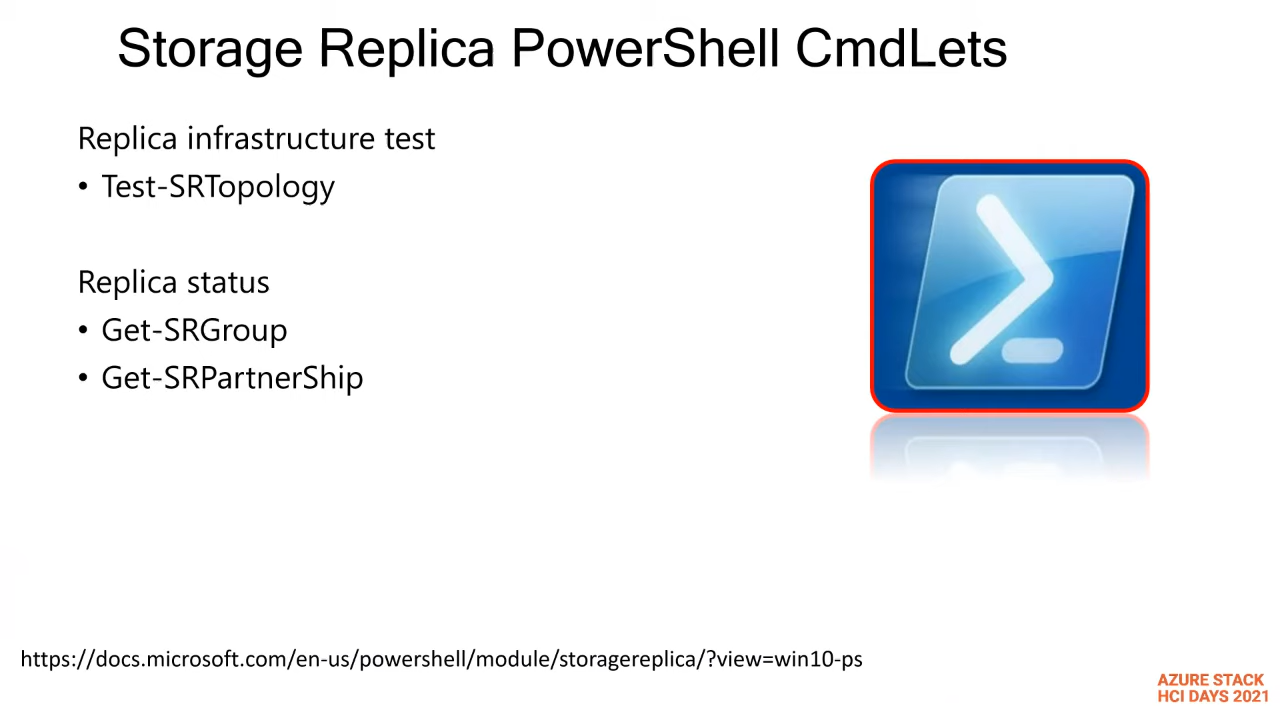 Storage Replica PowerShell CmdLets
Replica infrastructure test
• Test-SRTopology
Replica status
• Get-SRGroup
• Get-SRPartnerShip
https://docs.microsoft.com/en-us/powershell/module/storagereplica/?view=win10-ps
AZURE STACK
HCI DAYS 2021